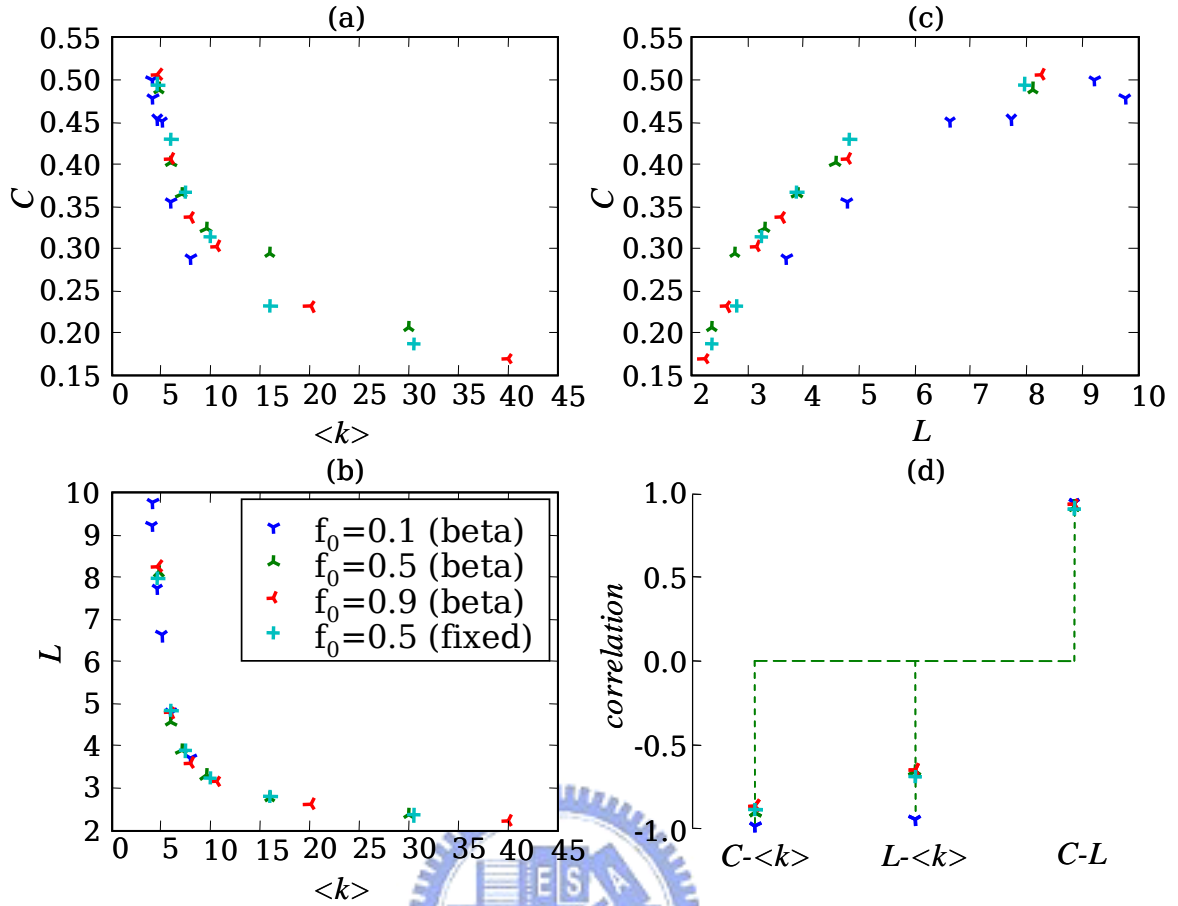 (a)
C
0.55
0.50
0.45
0.40
0.35
0.30
0.25
0.20
0.15
0 5 10 15 20 25 30 35 40 45
<k>
(c)
C
0.55
0.50
0.45
0.40
0.35
0.30
0.25
0.20
0.15
2 3 4 5 6 7 8 9 10
L
(b)
L
10
9
8
7
6
5
4
3
2
0 5 10 15 20 25 30 35 40 45
<k>
f₀=0.1 (beta)
f₀=0.5 (beta)
f₀=0.9 (beta)
f₀=0.5 (fixed)
(d)
correlation
1.0
0.5
0.0
-0.5
-1.0
C-<k> L-<k> C-L
E S A